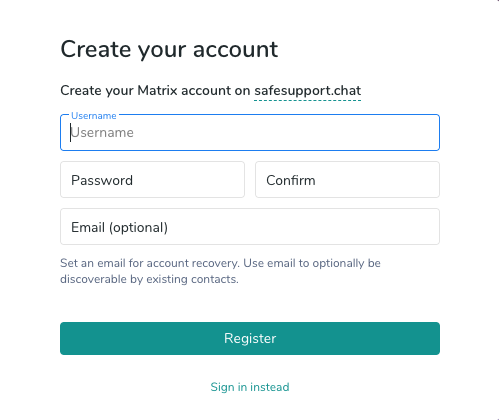 Create your account
Create your Matrix account on safesupport.chat
Username
Username
Password Confirm
Email (optional)
Set an email for account recovery. Use email to optionally be
discoverable by existing contacts.
Register
Sign in instead